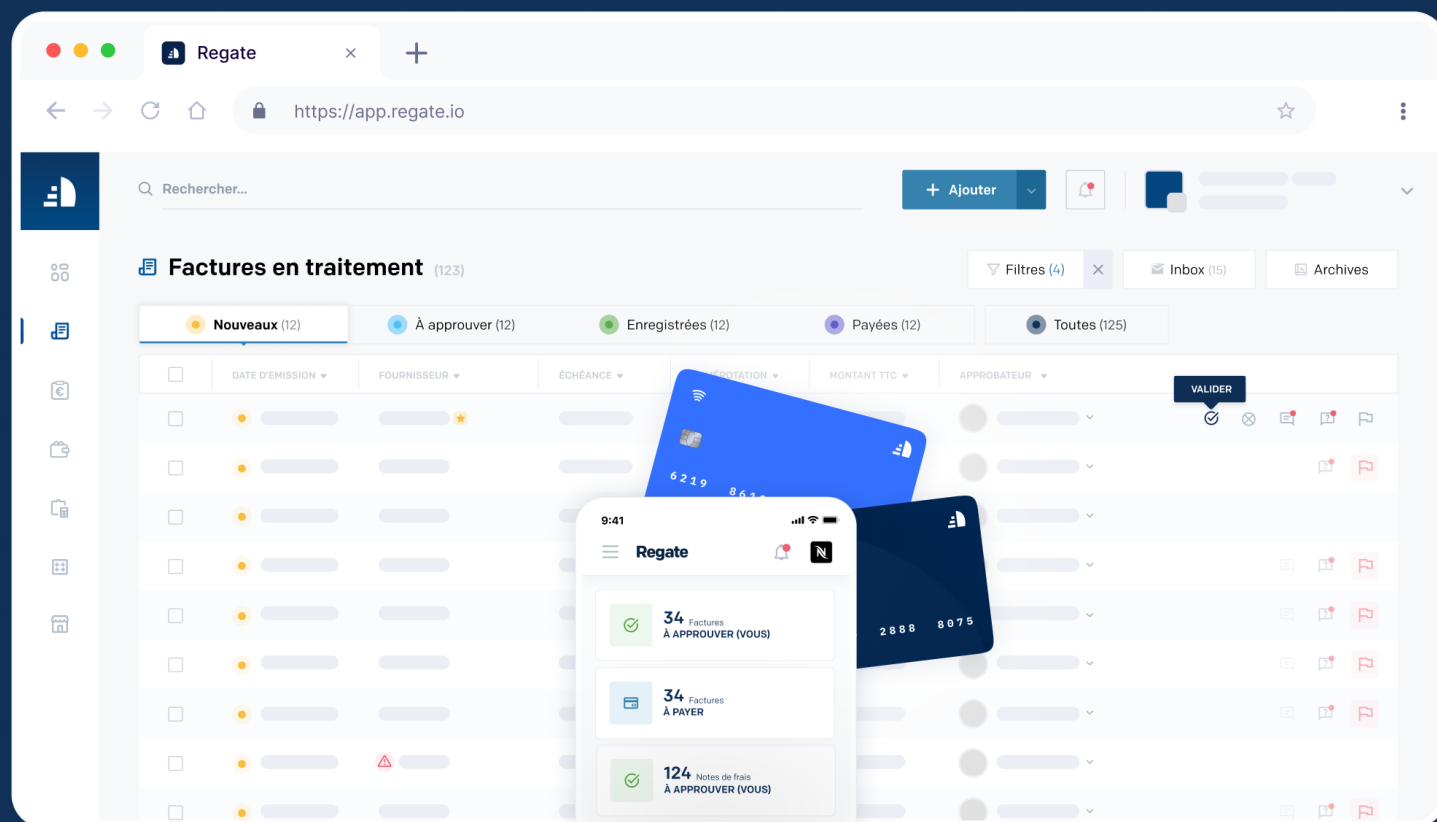 Regate
https://app.regate.io
Rechercher...
+ Ajouter
Factures en traitement (123)
Filtres (4)
Inbox (15)
Archives
Nouveaux (12)
À approuver (12)
Enregistrées (12)
Payées (12)
Toutes (125)
DATE D'EMISSION
FOURNISSEUR
ÉCHÉANCE
MONTANT TTC
APPROBATEUR
VALIDER
6219
9:41
Regate
2888 8075
34 Factures
À APPROUVER (VOUS)
34 Factures
À PAYER
124 Notes de frais
À APPROUVER (VOUS)